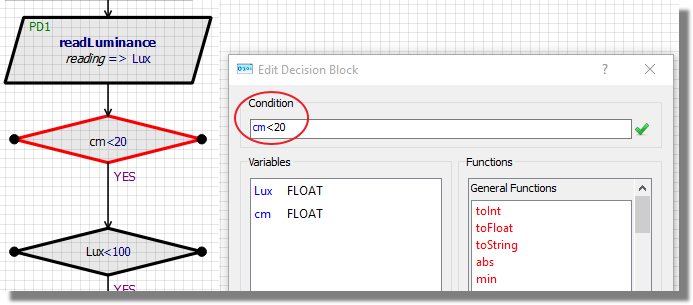 PD1
readLuminance
reading => Lux
cm<20
YES
Lux<100
YES
Edit Decision Block
?
Condition
cm<20
Variables
Lux FLOAT
cm FLOAT
Functions
General Functions
toInt
toFloat
toString
abs
min